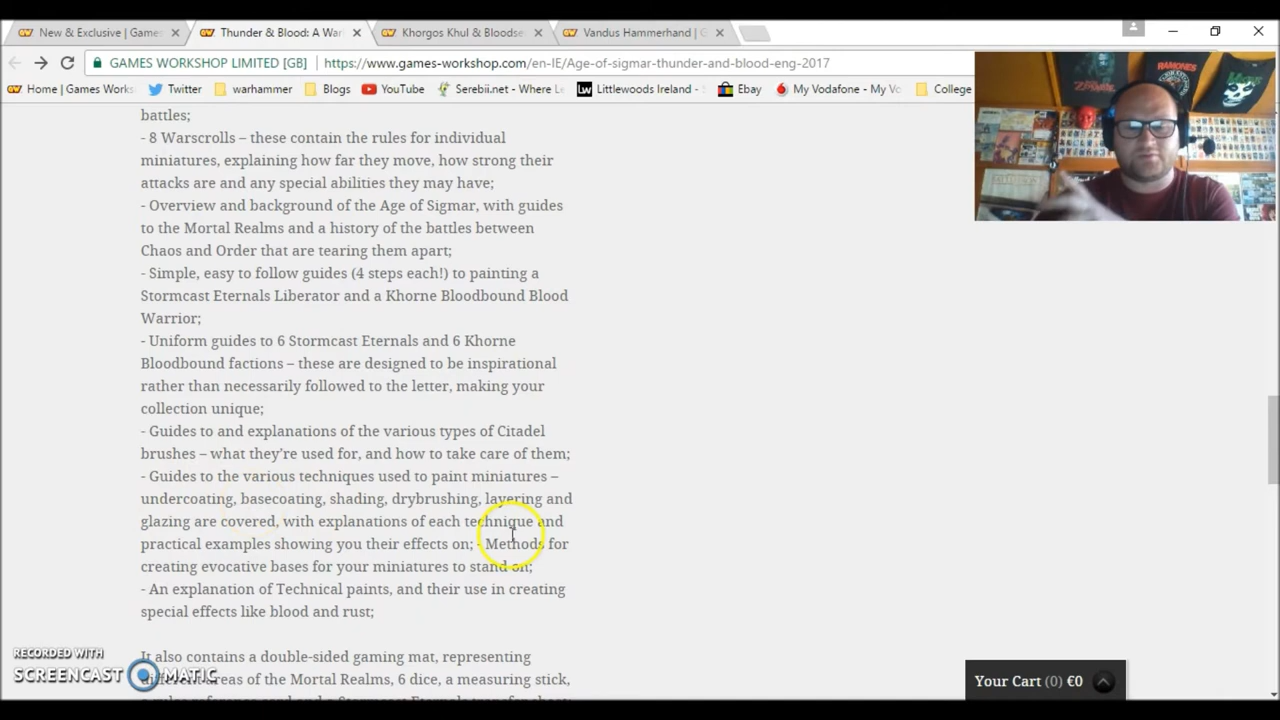 New & Exclusive | Game
Thunder & Blood: A War
Khorgos Khul & Bloodse
Vandus Hammerhand | G
GAMES WORKSHOP LIMITED [GB]
https://www.games-workshop.com/en-IE/Age-of-sigmar-thunder-and-blood-eng-2017
Home | Games Works
Twitter
warhammer
Blogs
YouTube
Serebii.net - Where Le
Littlewoods Ireland -
Ebay
My Vodafone - My Vo
College
RAMONES
battles;
- 8 Warscrolls – these contain the rules for individual
miniatures, explaining how far they move, how strong their
attacks are and any special abilities they may have;
- Overview and background of the Age of Sigmar, with guides
to the Mortal Realms and a history of the battles between
Chaos and Order that are tearing them apart;
- Simple, easy to follow guides (4 steps each!) to painting a
Stormcast Eternals Liberator and a Khorne Bloodbound Blood
Warrior;
- Uniform guides to 6 Stormcast Eternals and 6 Khorne
Bloodbound factions – these are designed to be inspirational
rather than necessarily followed to the letter, making your
collection unique;
- Guides to and explanations of the various types of Citadel
brushes – what they're used for, and how to take care of them;
- Guides to the various techniques used to paint miniatures –
undercoating, basecoating, shading, drybrushing, layering and
glazing are covered, with explanations of each technique and
practical examples showing you their effects on; - Methods for
creating evocative bases for your miniatures to stand on;
- An explanation of Technical paints, and their use in creating
special effects like blood and rust;
It also contains a double-sided gaming mat, representing
different areas of the Mortal Realms, 6 dice, a measuring stick,
RECORDED WITH
SCREENCAST MATIC
Your Cart (0) €0